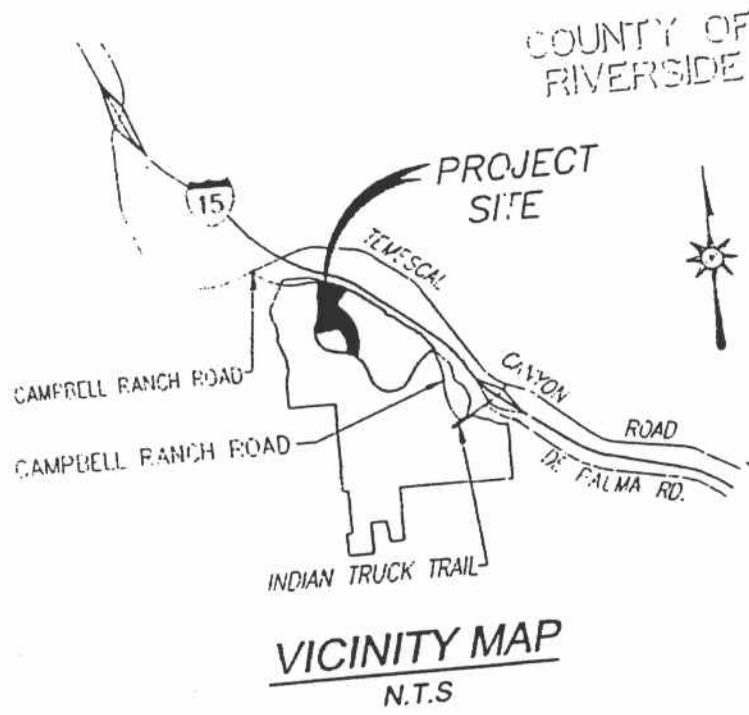 COUNTY OF
RIVERSIDE
PROJECT
SITE
15
TEMESCAL
CANYON
ROAD
CAMPBELL RANCH ROAD
CAMPBELL RANCH ROAD
DE PALMA RD.
INDIAN TRUCK TRAIL
VICINITY MAP
N.T.S